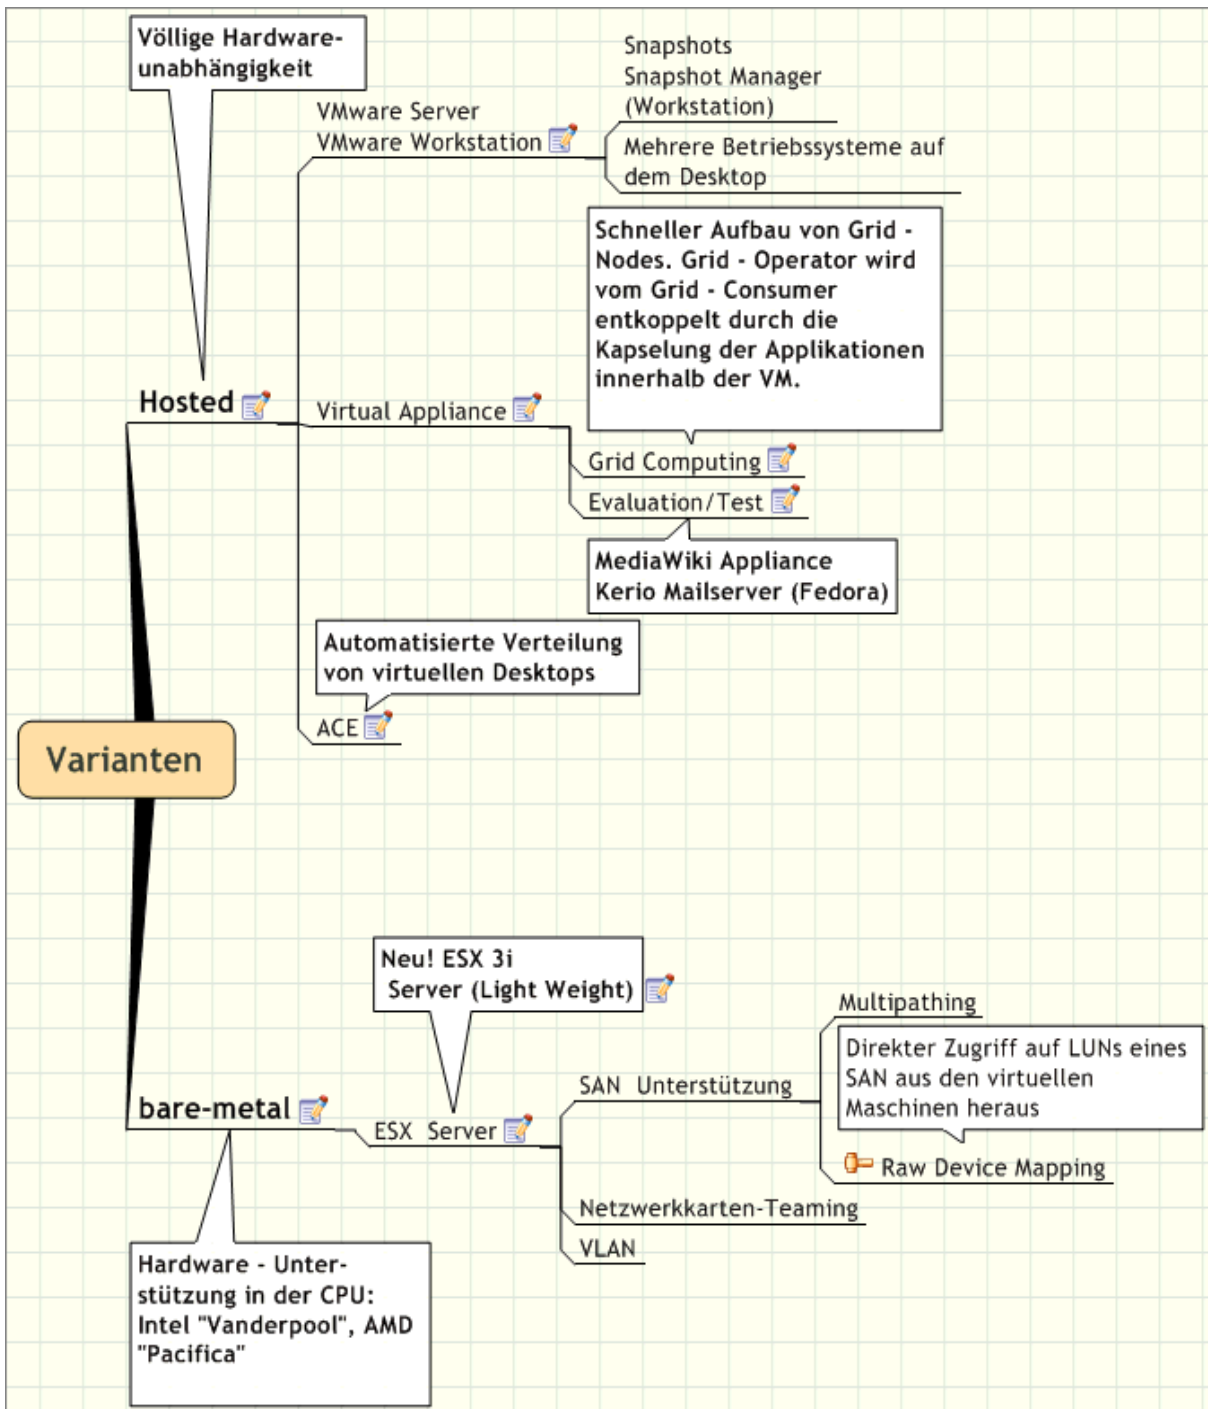 Völlige Hardware-
unabhängigkeit
Snapshots
Snapshot Manager
(Workstation)
VMware Server
VMware Workstation
Mehrere Betriebssysteme auf
dem Desktop
Schneller Aufbau von Grid -
Nodes. Grid - Operator wird
vom Grid - Consumer
entkoppelt durch die
Kapselung der Applikationen
innerhalb der VM.
Hosted
Virtual Appliance
Grid Computing
Evaluation/Test
MediaWiki Appliance
Kerio Mailserver (Fedora)
Automatisierte Verteilung
von virtuellen Desktops
ACE
Varianten
Neu! ESX 3i
Server (Light Weight)
Multipathing
Direkter Zugriff auf LUNs eines
SAN aus den virtuellen
Maschinen heraus
SAN Unterstützung
bare-metal
ESX Server
Raw Device Mapping
Netzwerkkarten-Teaming
VLAN
Hardware - Unter-
stützung in der CPU:
Intel "Vanderpool", AMD
"Pacifica"